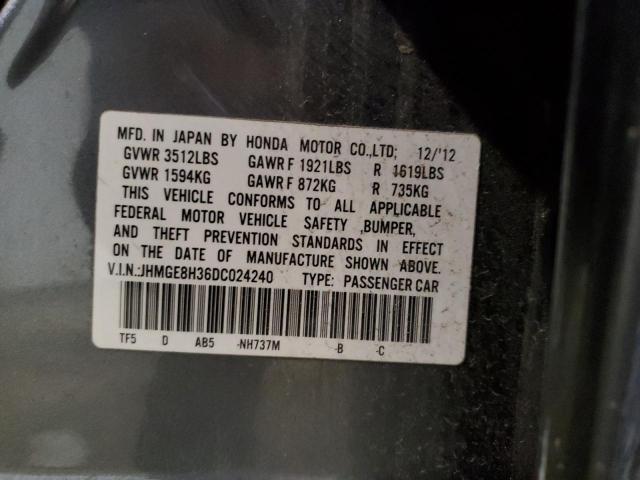 MFD. IN JAPAN BY HONDA MOTOR CO.,LTD; 12/'12
GVWR 3512LBS GAWR F 1921LBS R 1619LBS
GVWR 1594KG GAWR F 872KG R 735KG
THIS VEHICLE CONFORMS TO ALL APPLICABLE
FEDERAL MOTOR VEHICLE SAFETY ,BUMPER,
AND THEFT PREVENTION STANDARDS IN EFFECT
ON THE DATE OF MANUFACTURE SHOWN ABOVE.
V.I.N.:JHMGE8H36DC024240 TYPE: PASSENGER CAR
TF5 D AB5 -NH737M -B -C